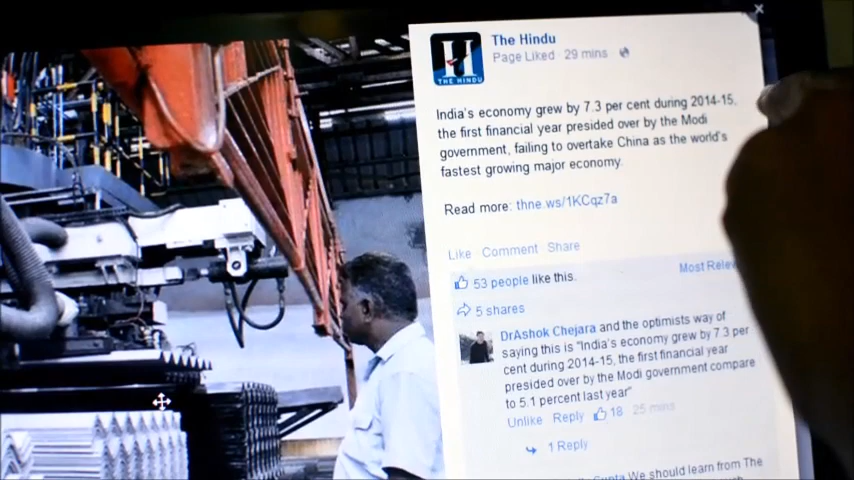 The Hindu
Page Liked 29 mins
THE HINDU
India's economy grew by 7.3 per cent during 2014-15,
the first financial year presided over by the Modi
government, failing to overtake China as the world's
fastest growing major economy.
Read more: thne.ws/1KCqz7a
Like Comment Share
53 people like this.
Most
5 shares
DrAshok Chejara and the optimists way of
saying this is "India's economy grew by 7.3 per
cent during 2014-15, the first financial year
presided over by the Modi government compare
to 5.1 percent last year"
Unlike Reply 18 25 mins
1 Reply
We should learn from The